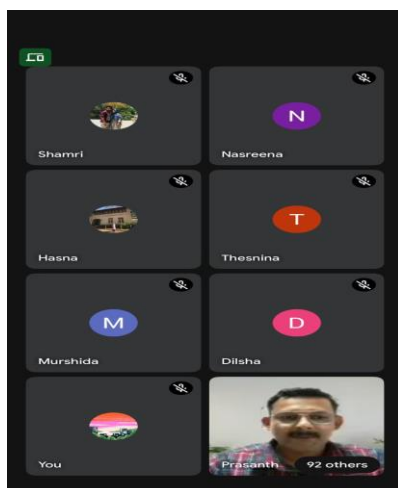 Shamri
N
Nasreena
Hasna
T
Thesnina
M
Murshida
D
Dilsha
You
Prasanth 92 others